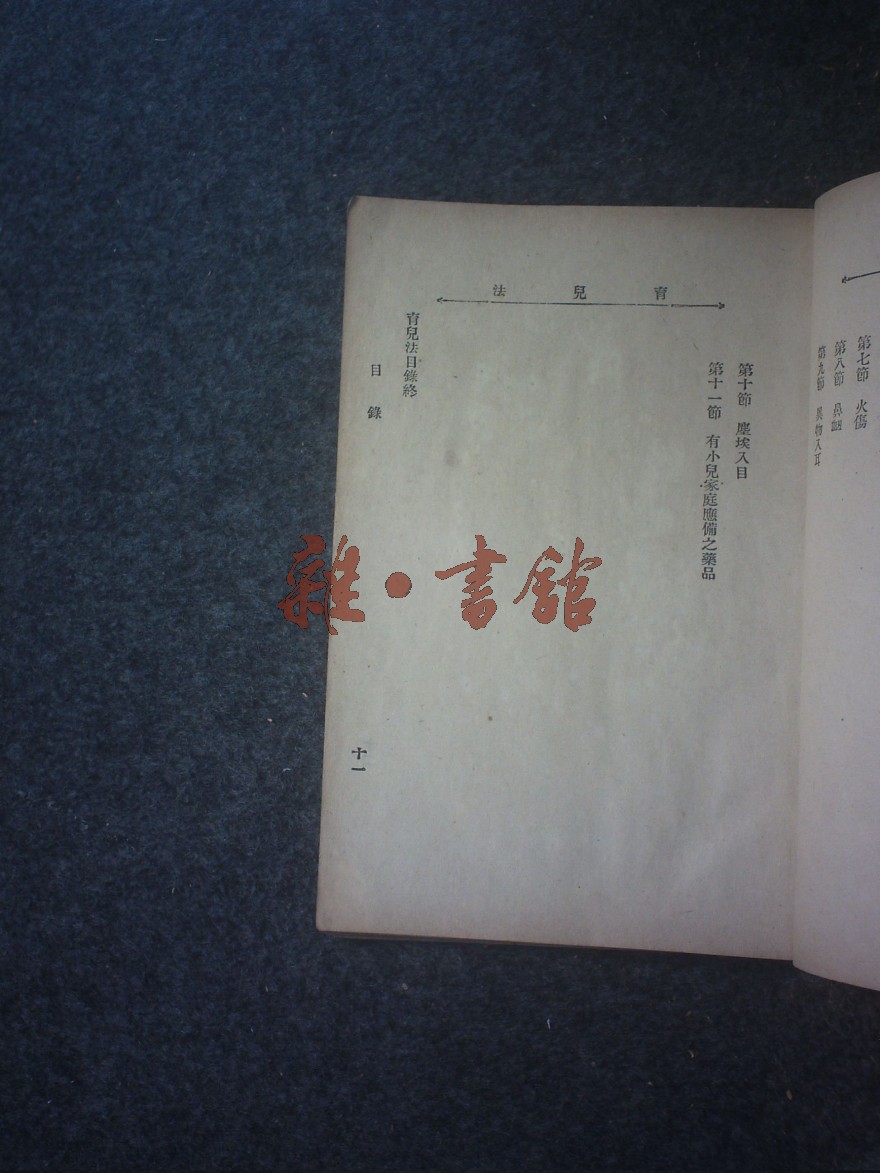 第七節　火傷
第八節　鼻血
第九節　異物入耳
育兒法
第十節　塵埃入目
第十一節　有小兒家庭應備之藥品
育兒法目錄終
目錄
十一
雜・書館